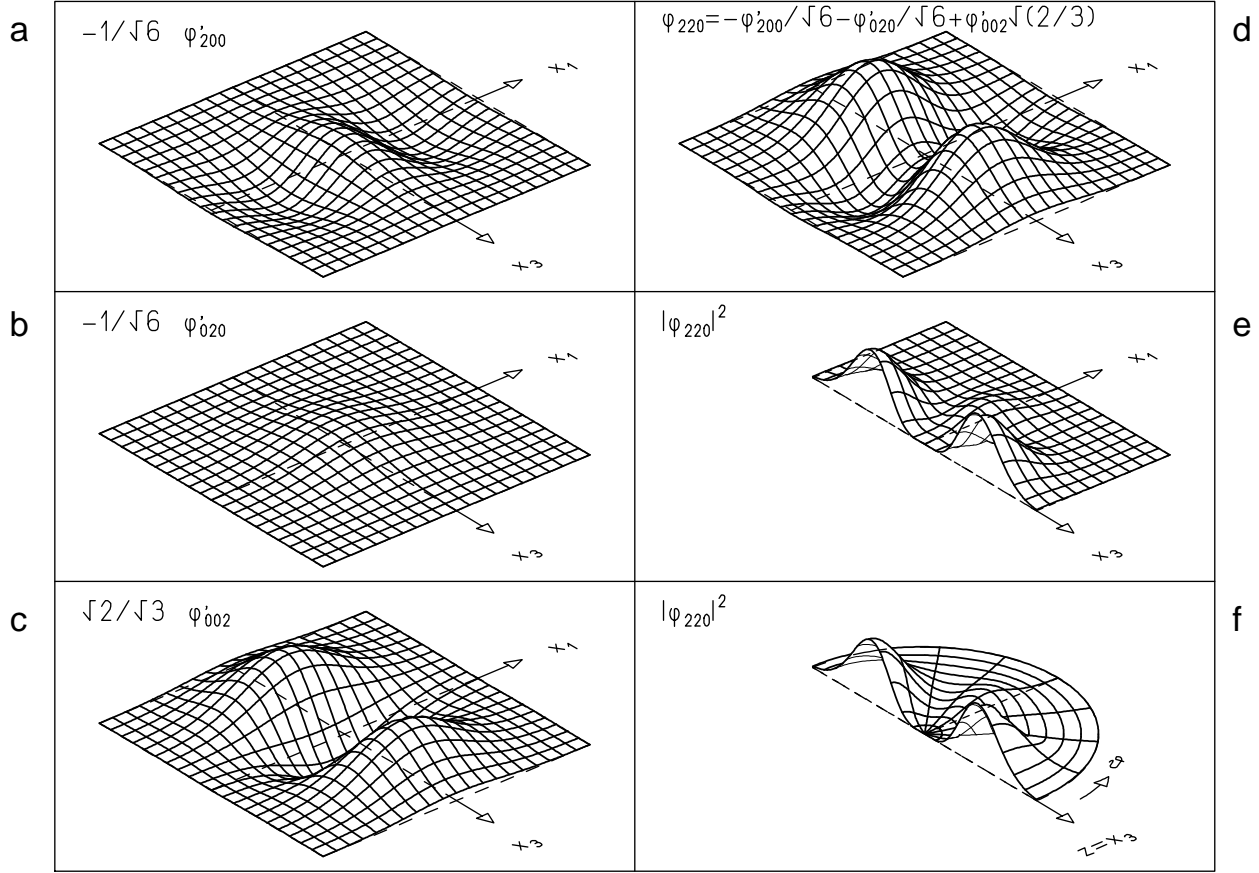 a
−1/√6 φ′₂₀₀
x₁
x₃
φ₂₂₀=−φ′₂₀₀/√6−φ′₀₂₀/√6+φ′₀₀₂√(2/3)
d
x₁
x₃
b
−1/√6 φ′₀₂₀
x₁
x₃
|φ₂₂₀|²
e
x₁
x₃
c
√2/√3 φ′₀₀₂
x₁
x₃
|φ₂₂₀|²
f
ϑ
z=x₃